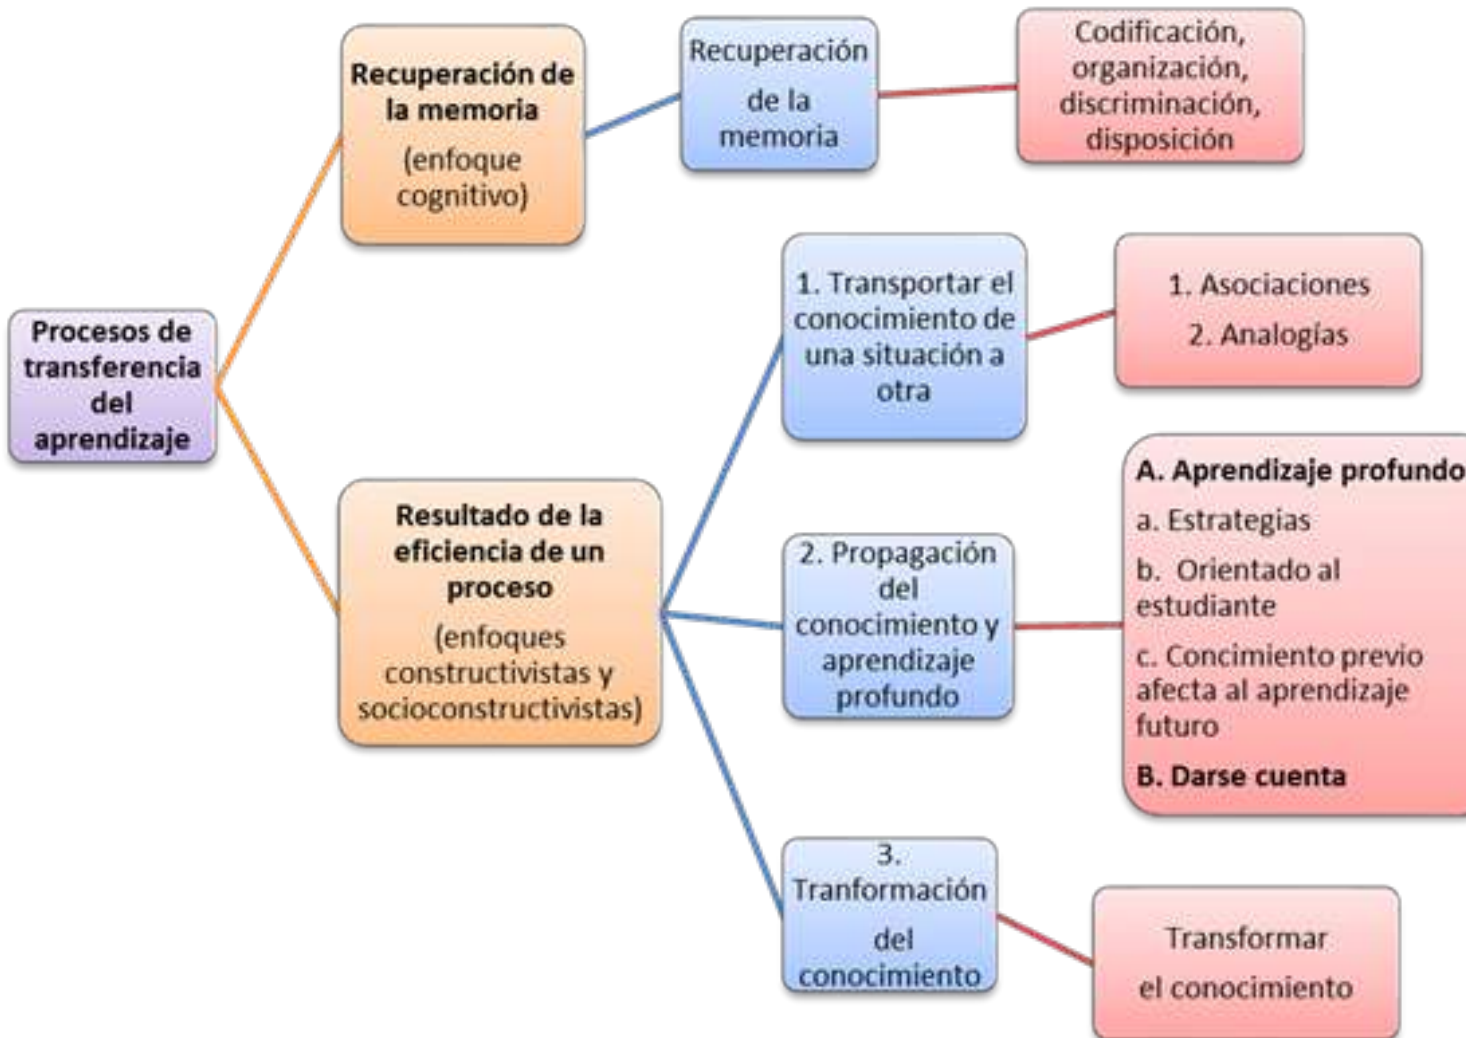 Procesos de
transferencia
del
aprendizaje
Recuperación de
la memoria
(enfoque
cognitivo)
Recuperación
de la
memoria
Codificación,
organización,
discriminación,
disposición
Resultado de la
eficiencia de un
proceso
(enfoques
constructivistas y
socioconstructivistas)
1. Transportar el
conocimiento de
una situación a
otra
1. Asociaciones
2. Analogías
2. Propagación
del
conocimiento y
aprendizaje
profundo
A. Aprendizaje profundo
a. Estrategias
b. Orientado al
estudiante
c. Concimiento previo
afecta al aprendizaje
futuro
B. Darse cuenta
3.
Tranformación
del
conocimiento
Transformar
el conocimiento